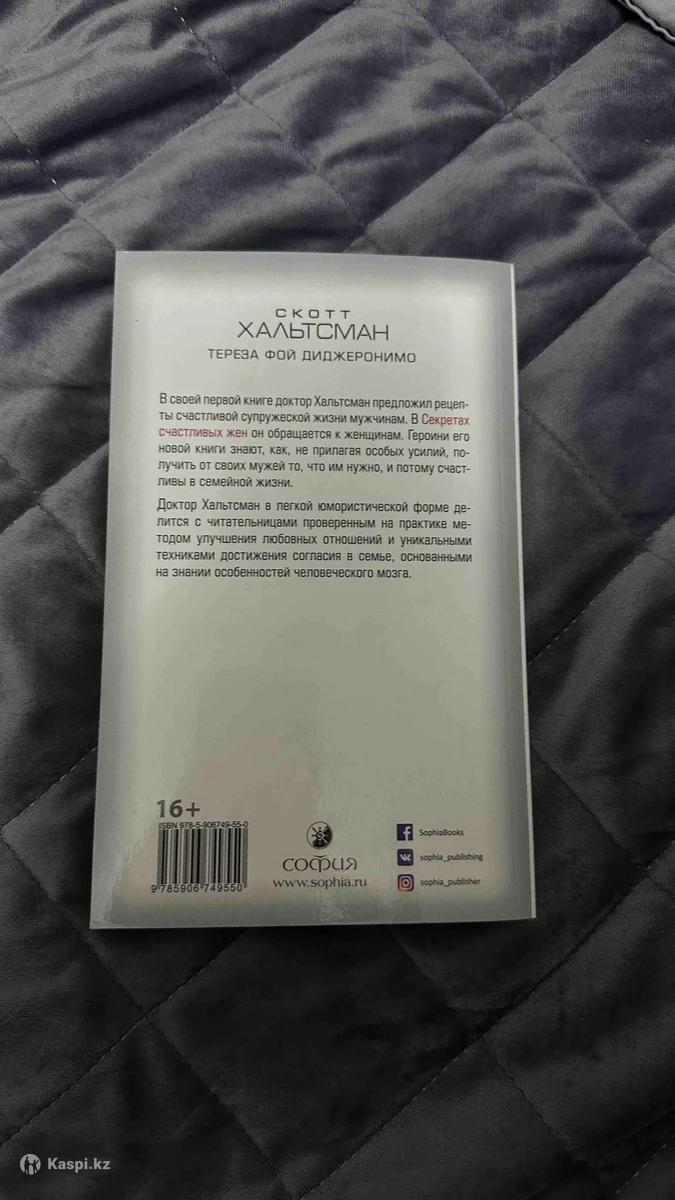 СКОТТ
ХАЛЬТСМАН
ТЕРЕЗА ФОЙ ДИДЖЕРОНИМО
В своей первой книге доктор Хальтсман предложил рецеп-
ты счастливой супружеской жизни мужчинам. В Секретах
счастливых жен он обращается к женщинам. Героини его
новой книги знают, как, не прилагая особых усилий, по-
лучить от своих мужей то, что им нужно, и потому счаст-
ливы в семейной жизни.
Доктор Хальтсман в легкой юмористической форме де-
лится с читательницами проверенным на практике ме-
тодом улучшения любовных отношений и уникальными
техниками достижения согласия в семье, основанными
на знании особенностей человеческого мозга.
16+
ISBN 978-5-906749-55-0
9 785906 749550
СОФИЯ
www.sophia.ru
SophiaBooks
sophia_publishing
sophia_publisher
Kaspi.kz